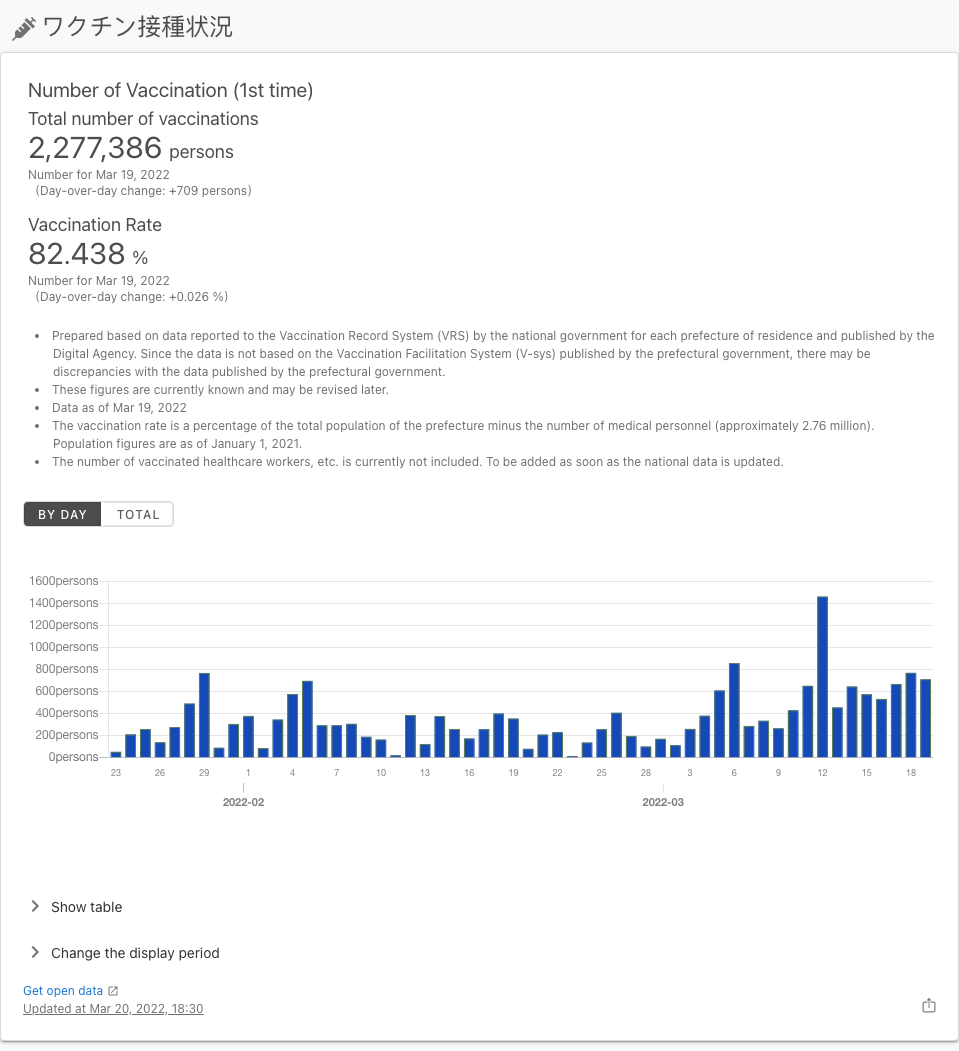 ワクチン接種状況
Number of Vaccination (1st time)
Total number of vaccinations
2,277,386 persons
Number for Mar 19, 2022
(Day-over-day change: +709 persons)
Vaccination Rate
82.438 %
Number for Mar 19, 2022
(Day-over-day change: +0.026 %)
• Prepared based on data reported to the Vaccination Record System (VRS) by the national government for each prefecture of residence and published by the
Digital Agency. Since the data is not based on the Vaccination Facilitation System (V-sys) published by the prefectural government, there may be
discrepancies with the data published by the prefectural government.
• These figures are currently known and may be revised later.
• Data as of Mar 19, 2022
• The vaccination rate is a percentage of the total population of the prefecture minus the number of medical personnel (approximately 2.76 million).
Population figures are as of January 1, 2021.
• The number of vaccinated healthcare workers, etc. is currently not included. To be added as soon as the national data is updated.
BY DAY TOTAL
1600persons
1400persons
1200persons
1000persons
800persons
600persons
400persons
200persons
0persons
23 26 29 1 4 7 10 13 16 19 22 25 28 3 6 9 12 15 18
2022-02 2022-03
Show table
Change the display period
Get open data
Updated at Mar 20, 2022, 18:30